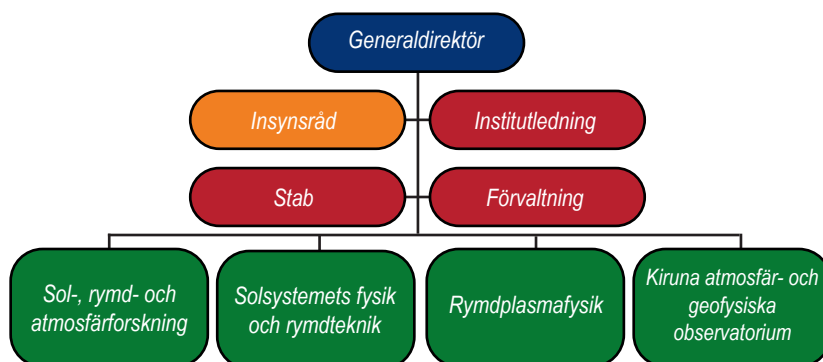 Generaldirektör
Insynsråd
Institutledning
Stab
Förvaltning
Sol-, rymd- och
atmosfärforskning
Solsystemets fysik
och rymdteknik
Rymdplasmafysik
Kiruna atmosfär- och
geofysiska
observatorium